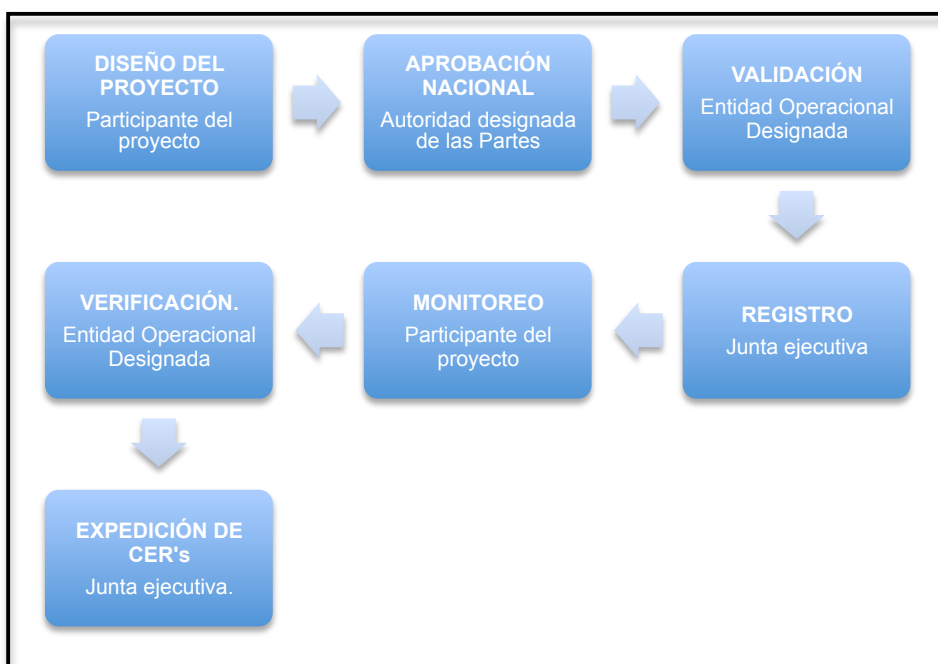 DISEÑO DEL
PROYECTO
Participante del
proyecto
APROBACIÓN
NACIONAL
Autoridad designada
de las Partes
VALIDACIÓN
Entidad Operacional
Designada
REGISTRO
Junta ejecutiva
MONITOREO
Participante del
proyecto
VERIFICACIÓN.
Entidad Operacional
Designada
EXPEDICIÓN DE
CER's
Junta ejecutiva.